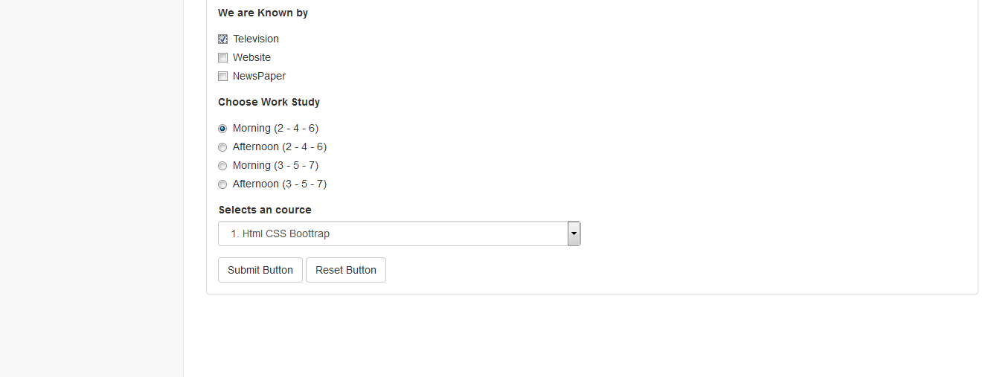 We are Known by
Television
Website
NewsPaper
Choose Work Study
Morning (2 - 4 - 6)
Afternoon (2 - 4 - 6)
Morning (3 - 5 - 7)
Afternoon (3 - 5 - 7)
Selects an cource
1. Html CSS Boottrap
Submit Button Reset Button